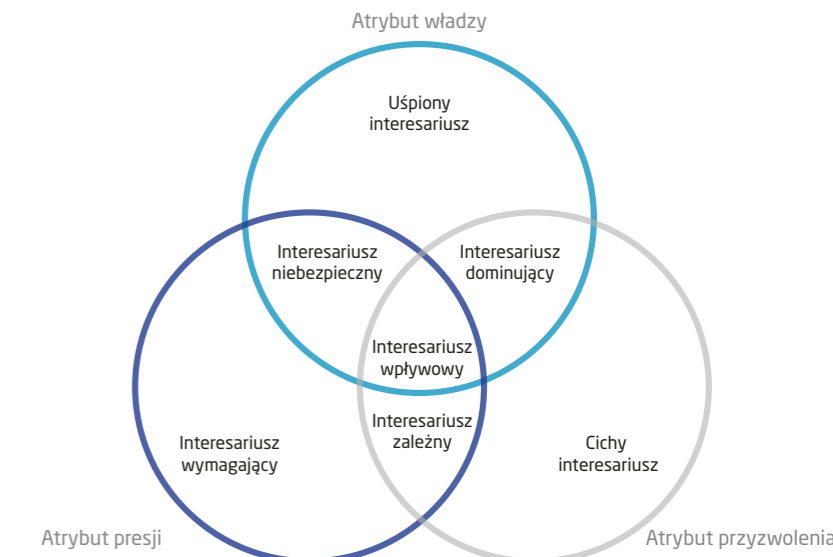 Atrybut władzy
Uśpiony
interesariusz
Interesariusz
niebezpieczny
Interesariusz
dominujący
Interesariusz
wpływowy
Interesariusz
zależny
Interesariusz
wymagający
Cichy
interesariusz
Atrybut presji
Atrybut przyzwolenia